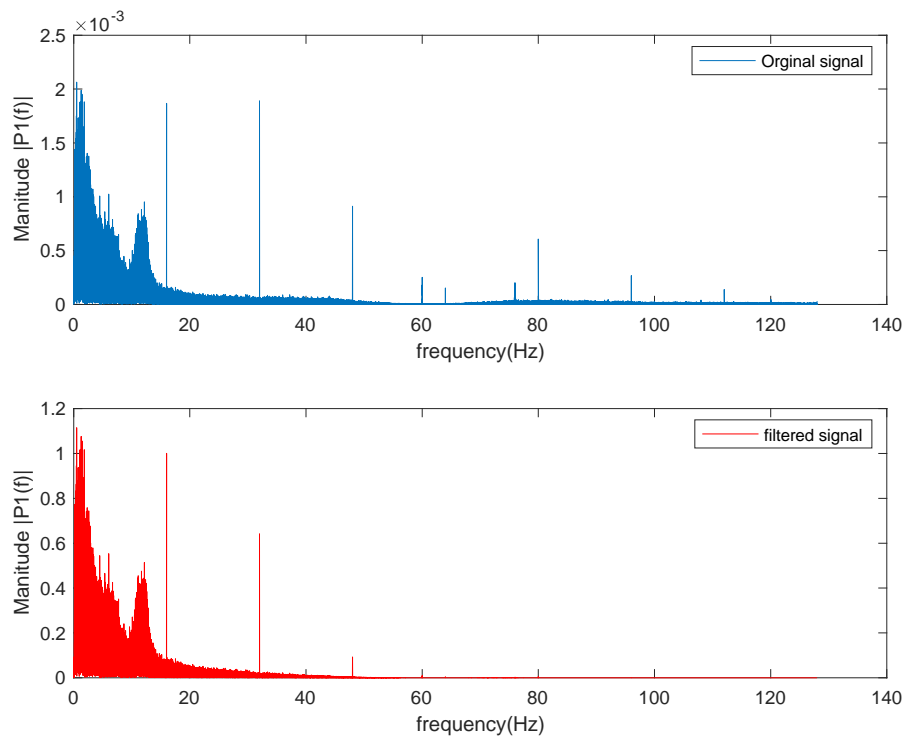 ×10^-3
2.5
2
1.5
1
0.5
0
Manitude |P1(f)|
Orginal signal
0 20 40 60 80 100 120 140
frequency(Hz)
1.2
1
0.8
0.6
0.4
0.2
0
Manitude |P1(f)|
filtered signal
0 20 40 60 80 100 120 140
frequency(Hz)